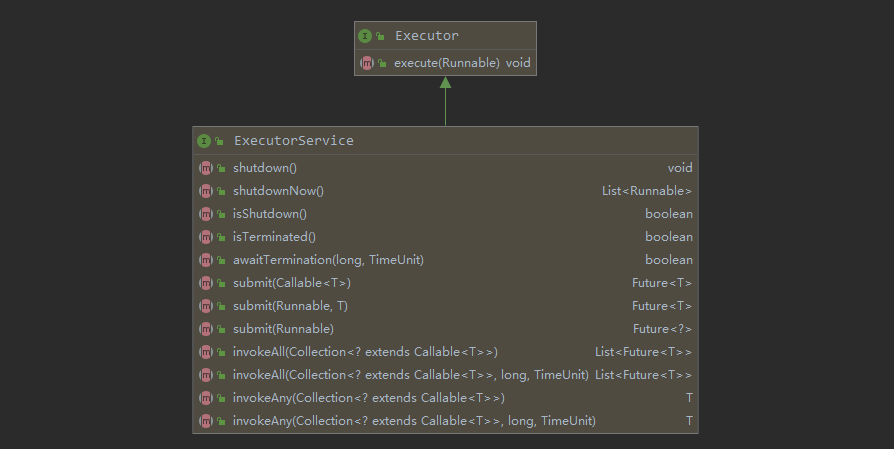 I Executor
m execute(Runnable) void
I ExecutorService
m shutdown() void
m shutdownNow() List<Runnable>
m isShutdown() boolean
m isTerminated() boolean
m awaitTermination(long, TimeUnit) boolean
m submit(Callable<T>) Future<T>
m submit(Runnable, T) Future<T>
m submit(Runnable) Future<?>
m invokeAll(Collection<? extends Callable<T>>) List<Future<T>>
m invokeAll(Collection<? extends Callable<T>>, long, TimeUnit) List<Future<T>>
m invokeAny(Collection<? extends Callable<T>>) T
m invokeAny(Collection<? extends Callable<T>>, long, TimeUnit) T